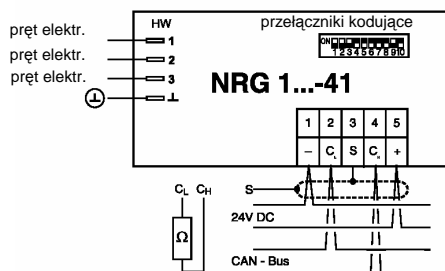 HW
przełączniki kodujące
pręt elektr.
1
ON
1 2 3 4 5 6 7 8 9 10
pręt elektr.
2
pręt elektr.
3
NRG 1...-41
⊥
⊥
1 2 3 4 5
– CL S CH +
CL CH
S
24V DC
Ω
CAN - Bus